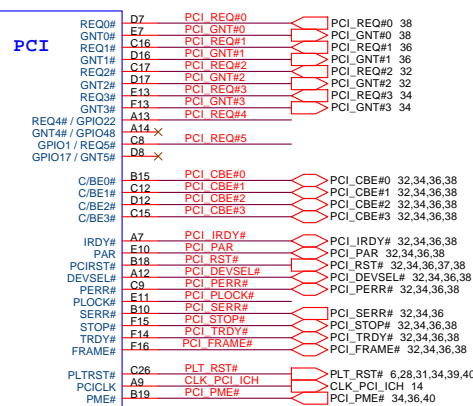 PCI
REQ0# D7 PCI_REQ#0 PCI_REQ#0 38
GNT0# E7 PCI_GNT#0 PCI_GNT#0 38
REQ1# C16 PCI_REQ#1 PCI_REQ#1 36
GNT1# D16 PCI_GNT#1 PCI_GNT#1 36
REQ2# C17 PCI_REQ#2 PCI_REQ#2 32
GNT2# D17 PCI_GNT#2 PCI_GNT#2 32
REQ3# E13 PCI_REQ#3 PCI_REQ#3 34
GNT3# F13 PCI_GNT#3 PCI_GNT#3 34
REQ4# / GPIO22 A13 PCI_REQ#4
GNT4# / GPIO48 A14
GPIO1 / REQ5# C8 PCI_REQ#5
GPIO17 / GNT5# D8
C/BE0# B15 PCI_CBE#0 PCI_CBE#0 32,34,36,38
C/BE1# C12 PCI_CBE#1 PCI_CBE#1 32,34,36,38
C/BE2# D12 PCI_CBE#2 PCI_CBE#2 32,34,36,38
C/BE3# C15 PCI_CBE#3 PCI_CBE#3 32,34,36,38
IRDY# A7 PCI_IRDY# PCI_IRDY# 32,34,36,38
PAR E10 PCI_PAR PCI_PAR 32,34,36,38
PCIRST# B18 PCI_RST# PCI_RST# 32,34,36,37,38
DEVSEL# A12 PCI_DEVSEL# PCI_DEVSEL# 32,34,36,38
PERR# C9 PCI_PERR# PCI_PERR# 32,34,36,38
PLOCK# E11 PCI_PLOCK#
SERR# B10 PCI_SERR# PCI_SERR# 32,34,36
STOP# F15 PCI_STOP# PCI_STOP# 32,34,36,38
TRDY# F14 PCI_TRDY# PCI_TRDY# 32,34,36,38
FRAME# F16 PCI_FRAME# PCI_FRAME# 32,34,36,38
PLTRST# C26 PLT_RST# PLT_RST# 6,28,31,34,39,40
PCICLK A9 CLK_PCI_ICH CLK_PCI_ICH 14
PME# B19 PCI_PME# PCI_PME# 34,36,40